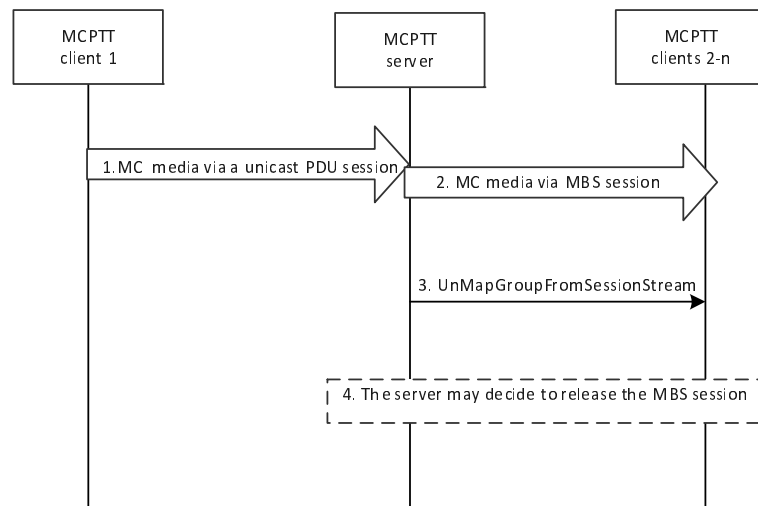 MCPTT
client 1
MCPTT
server
MCPTT
clients 2-n
1.MC media via a unicast PDU session
2. MC media via MBS session
3. UnMapGroupFromSessionStream
4. The server may decide to release the MBS session